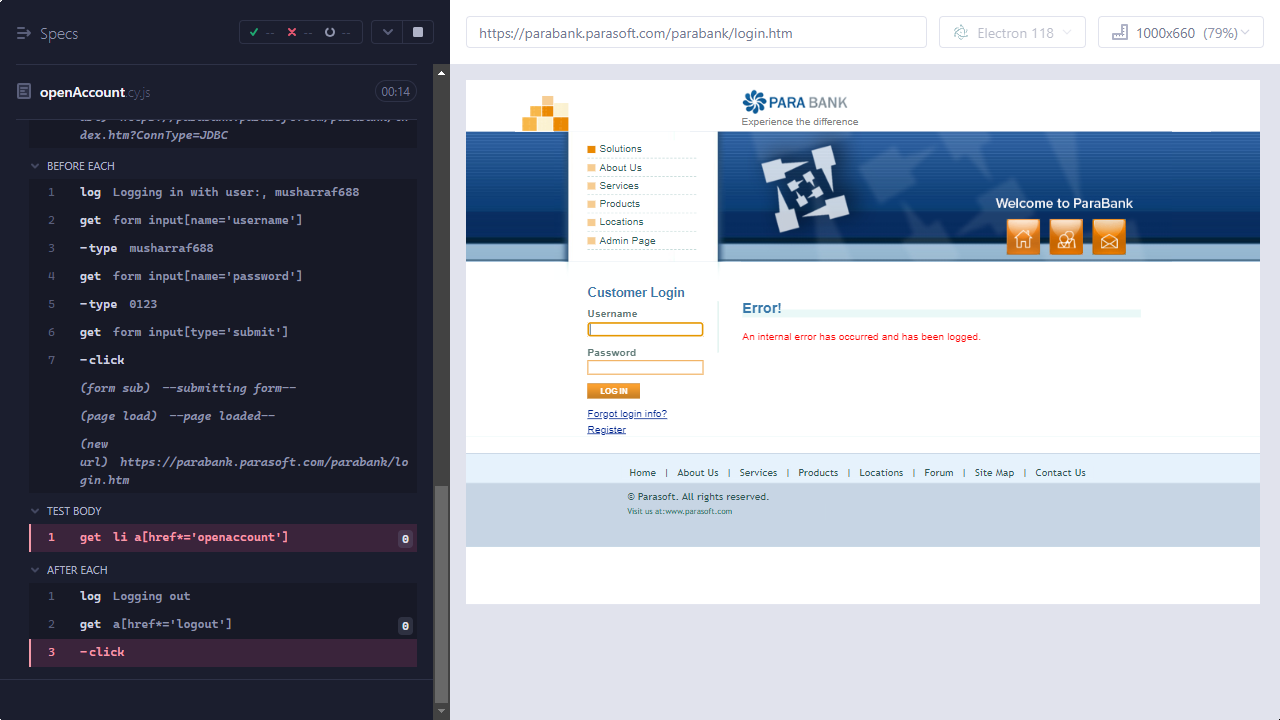 Specs
--
--
--
openAccount.cy.js
00:14
dex.htm?ConnType=JDBC
BEFORE EACH
1 log Logging in with user:, musharraf688
2 get form input[name='username']
3 -type musharraf688
4 get form input[name='password']
5 -type 0123
6 get form input[type='submit']
7 -click
(form sub) --submitting form--
(page load) --page loaded--
(new
url) https://parabank.parasoft.com/parabank/lo
gin.htm
TEST BODY
1 get li a[href*='openaccount'] 0
AFTER EACH
1 log Logging out
2 get a[href*='logout'] 0
3 -click
https://parabank.parasoft.com/parabank/login.htm
Electron 118
1000x660 (79%)
PARA BANK
Experience the difference
Solutions
About Us
Services
Products
Locations
Admin Page
Welcome to ParaBank
Customer Login
Username
Password
LOG IN
Forgot login info?
Register
Error!
An internal error has occurred and has been logged.
Home | About Us | Services | Products | Locations | Forum | Site Map | Contact Us
© Parasoft. All rights reserved.
Visit us at:www.parasoft.com